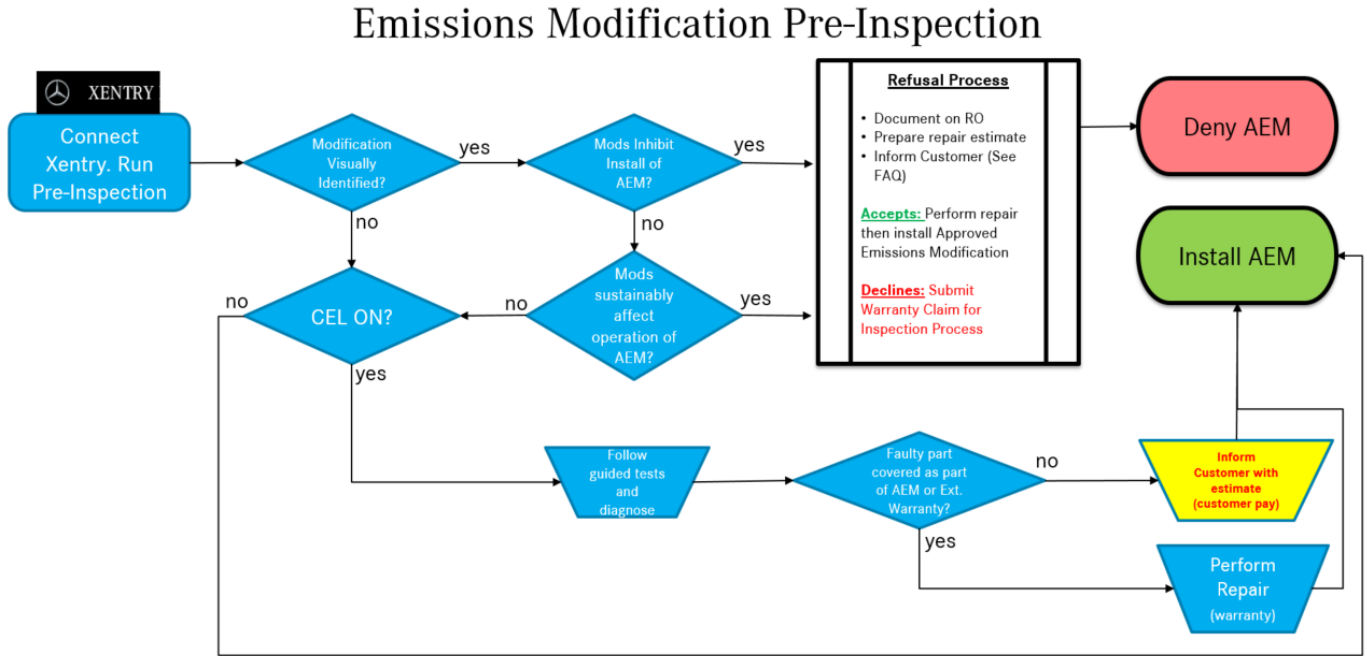 Emissions Modification Pre-Inspection
XENTRY
Connect
Xentry. Run
Pre-Inspection
Modification
Visually
Identified?
yes
Mods Inhibit
Install of
AEM?
yes
Refusal Process
• Document on RO
• Prepare repair estimate
• Inform Customer (See
FAQ)
Accepts: Perform repair
then install Approved
Emissions Modification
Declines: Submit
Warranty Claim for
Inspection Process
Deny AEM
Install AEM
no
no
no
CEL ON?
no
Mods
sustainably
affect
operation of
AEM?
yes
yes
Follow
guided tests
and
diagnose
Faulty part
covered as part
of AEM or Ext.
Warranty?
no
Inform
Customer with
estimate
(customer pay)
yes
Perform
Repair
(warranty)